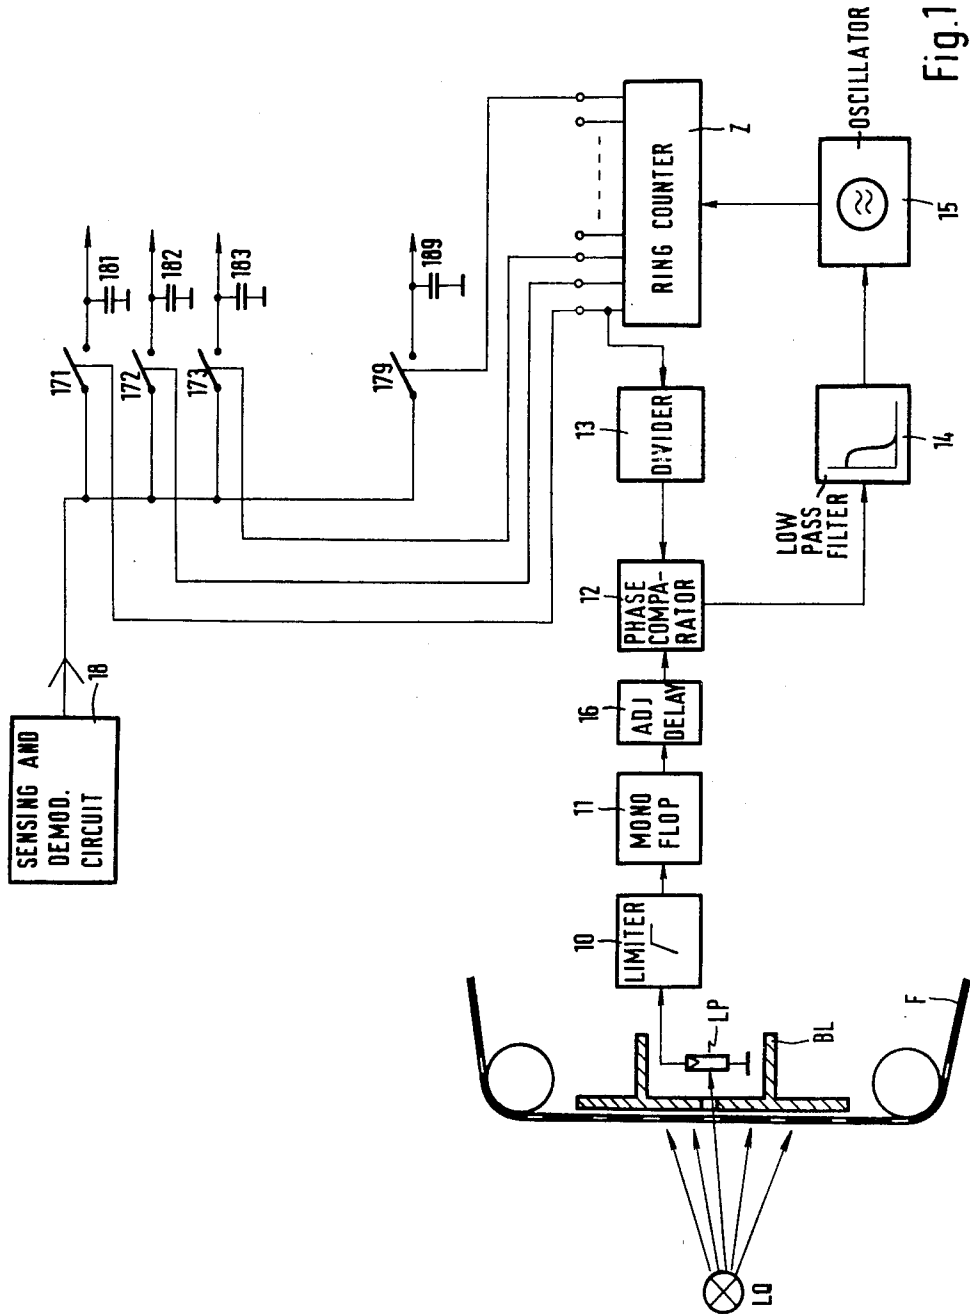 SENSING AND
DEMOD.
CIRCUIT
18
171
172
173
179
181
182
183
189
LIMITER
10
MONO
FLOP
11
ADJ
DELAY
16
PHASE
COMPA-
RATOR
12
DIVIDER
13
RING COUNTER
Z
LOW
PASS
FILTER
14
OSCILLATOR
15
LQ
LP
BL
F
Fig.1